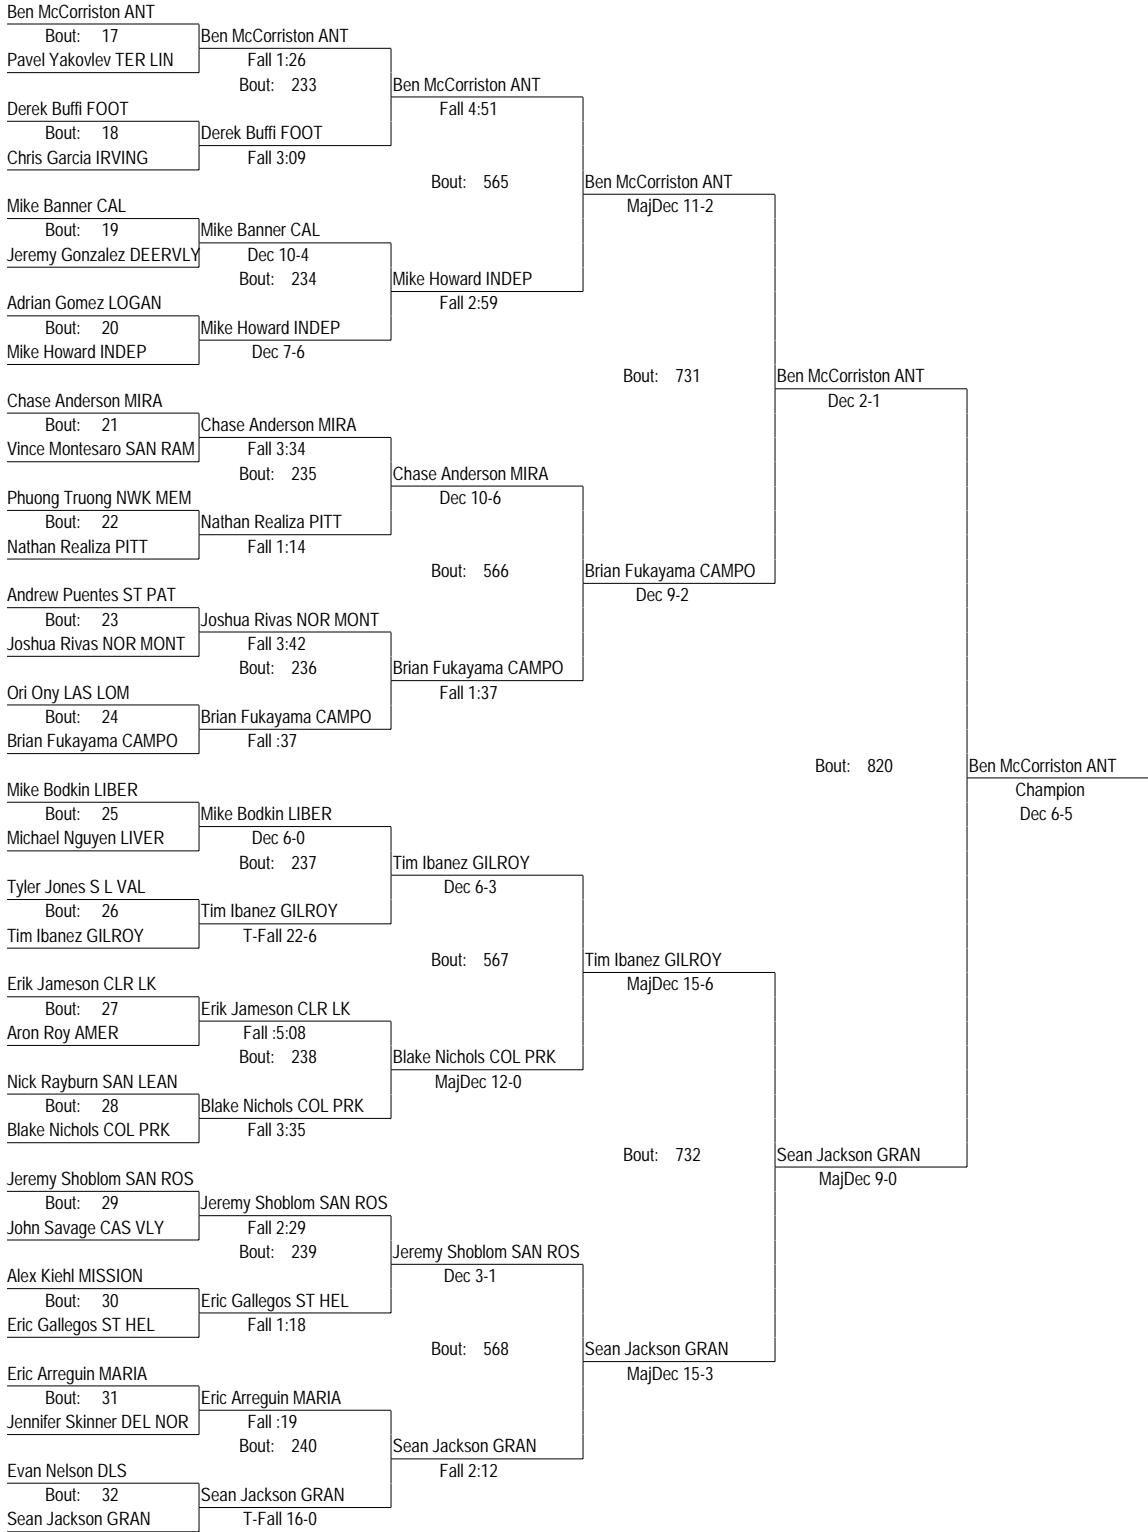 Ben McCorriston ANT
Bout: 17
Ben McCorriston ANT
Pavel Yakovlev TER LIN
Fall 1:26
Bout: 233
Ben McCorriston ANT
Derek Buffi FOOT
Fall 4:51
Bout: 18
Derek Buffi FOOT
Chris Garcia IRVING
Fall 3:09
Bout: 565
Ben McCorriston ANT
Mike Banner CAL
MajDec 11-2
Bout: 19
Mike Banner CAL
Jeremy Gonzalez DEERVLY
Dec 10-4
Bout: 234
Mike Howard INDEP
Adrian Gomez LOGAN
Fall 2:59
Bout: 20
Mike Howard INDEP
Mike Howard INDEP
Dec 7-6
Bout: 731
Ben McCorriston ANT
Chase Anderson MIRA
Dec 2-1
Bout: 21
Chase Anderson MIRA
Vince Montesaro SAN RAM
Fall 3:34
Bout: 235
Chase Anderson MIRA
Phuong Truong NWK MEM
Dec 10-6
Bout: 22
Nathan Realiza PITT
Nathan Realiza PITT
Fall 1:14
Bout: 566
Brian Fukayama CAMPO
Andrew Puentes ST PAT
Dec 9-2
Bout: 23
Joshua Rivas NOR MONT
Joshua Rivas NOR MONT
Fall 3:42
Bout: 236
Brian Fukayama CAMPO
Ori Ony LAS LOM
Fall 1:37
Bout: 24
Brian Fukayama CAMPO
Brian Fukayama CAMPO
Fall :37
Bout: 820
Ben McCorriston ANT
Mike Bodkin LIBER
Champion
Bout: 25
Mike Bodkin LIBER
Dec 6-5
Michael Nguyen LIVER
Dec 6-0
Bout: 237
Tim Ibanez GILROY
Tyler Jones S L VAL
Dec 6-3
Bout: 26
Tim Ibanez GILROY
Tim Ibanez GILROY
T-Fall 22-6
Bout: 567
Tim Ibanez GILROY
Erik Jameson CLR LK
MajDec 15-6
Bout: 27
Erik Jameson CLR LK
Aron Roy AMER
Fall :5:08
Bout: 238
Blake Nichols COL PRK
Nick Rayburn SAN LEAN
MajDec 12-0
Bout: 28
Blake Nichols COL PRK
Blake Nichols COL PRK
Fall 3:35
Bout: 732
Sean Jackson GRAN
Jeremy Shoblom SAN ROS
MajDec 9-0
Bout: 29
Jeremy Shoblom SAN ROS
John Savage CAS VLY
Fall 2:29
Bout: 239
Jeremy Shoblom SAN ROS
Alex Kiehl MISSION
Dec 3-1
Bout: 30
Eric Gallegos ST HEL
Eric Gallegos ST HEL
Fall 1:18
Bout: 568
Sean Jackson GRAN
Eric Arreguin MARIA
MajDec 15-3
Bout: 31
Eric Arreguin MARIA
Jennifer Skinner DEL NOR
Fall :19
Bout: 240
Sean Jackson GRAN
Evan Nelson DLS
Fall 2:12
Bout: 32
Sean Jackson GRAN
Sean Jackson GRAN
T-Fall 16-0